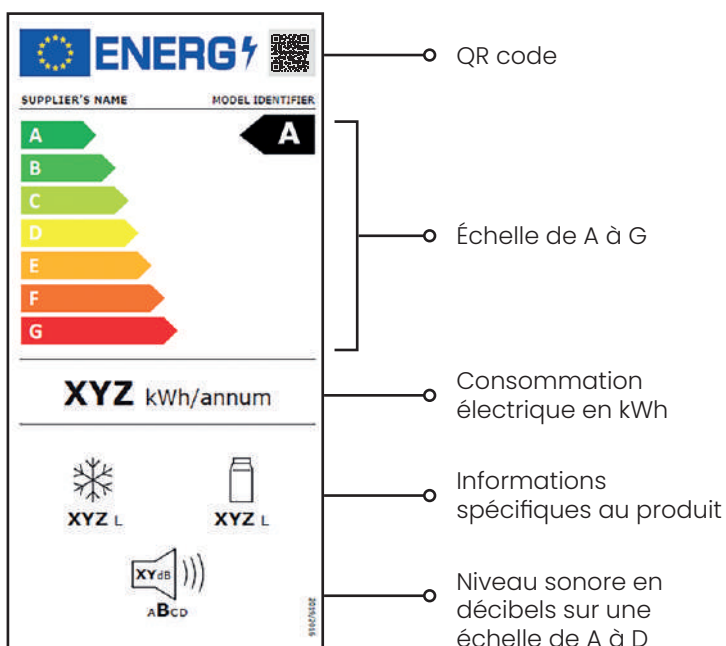 ENERG
QR code
SUPPLIER'S NAME MODEL IDENTIFIER
A A
B
C
D
E
F
G
Échelle de A à G
XYZ kWh/annum
Consommation
électrique en kWh
XYZ L XYZ L
Informations
spécifiques au produit
XY dB
ABCD
Niveau sonore en
décibels sur une
échelle de A à D
2019/2016